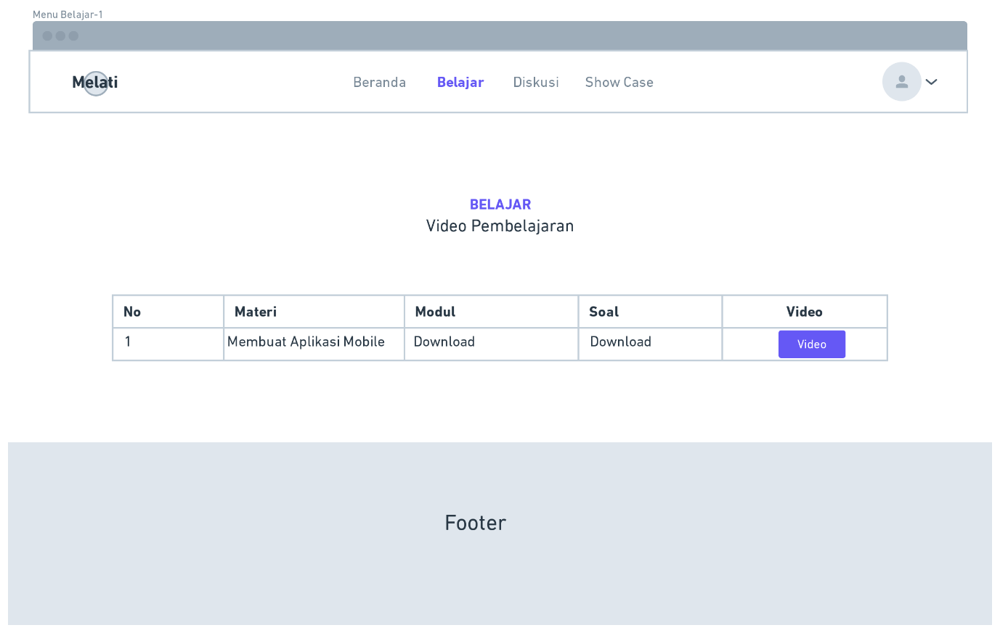 Menu Belajar-1
Melati Beranda Belajar Diskusi Show Case
BELAJAR
Video Pembelajaran
No Materi Modul Soal Video
1 Membuat Aplikasi Mobile Download Download Video
Footer